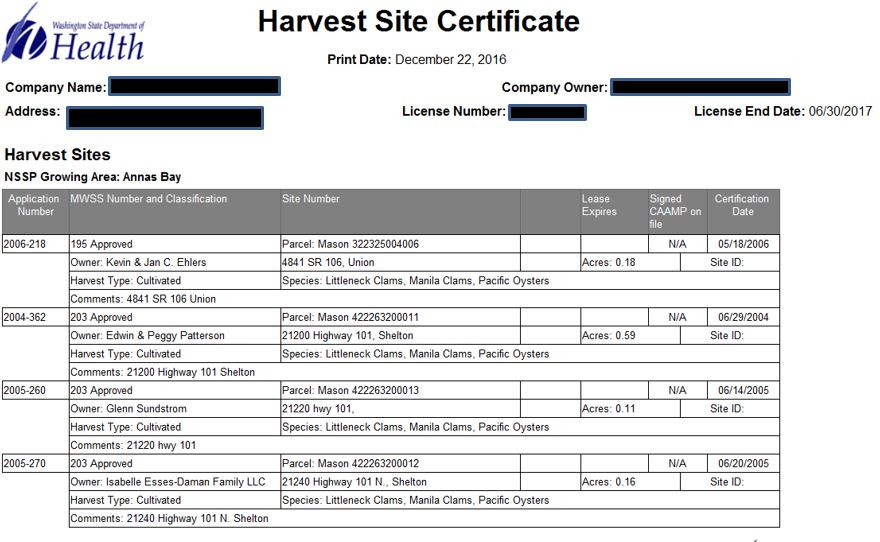 Washington State Department of
Health
Harvest Site Certificate
Print Date: December 22, 2016
Company Name: Company Owner:
Address: License Number: License End Date: 06/30/2017
Harvest Sites
NSSP Growing Area: Annas Bay
Application Number MWSS Number and Classification Site Number Lease Expires Signed CAAMP on file Certification Date
2006-218 195 Approved Parcel: Mason 322325004006 N/A 05/18/2006
Owner: Kevin & Jan C. Ehlers 4841 SR 106, Union Acres: 0.18 Site ID:
Harvest Type: Cultivated Species: Littleneck Clams, Manila Clams, Pacific Oysters
Comments: 4841 SR 106 Union
2004-362 203 Approved Parcel: Mason 422263200011 N/A 06/29/2004
Owner: Edwin & Peggy Patterson 21200 Highway 101, Shelton Acres: 0.59 Site ID:
Harvest Type: Cultivated Species: Littleneck Clams, Manila Clams, Pacific Oysters
Comments: 21200 Highway 101 Shelton
2005-260 203 Approved Parcel: Mason 422263200013 N/A 06/14/2005
Owner: Glenn Sundstrom 21220 hwy 101, Acres: 0.11 Site ID:
Harvest Type: Cultivated Species: Littleneck Clams, Manila Clams, Pacific Oysters
Comments: 21220 hwy 101
2005-270 203 Approved Parcel: Mason 422263200012 N/A 06/20/2005
Owner: Isabelle Esses-Daman Family LLC 21240 Highway 101 N., Shelton Acres: 0.16 Site ID:
Harvest Type: Cultivated Species: Littleneck Clams, Manila Clams, Pacific Oysters
Comments: 21240 Highway 101 N. Shelton